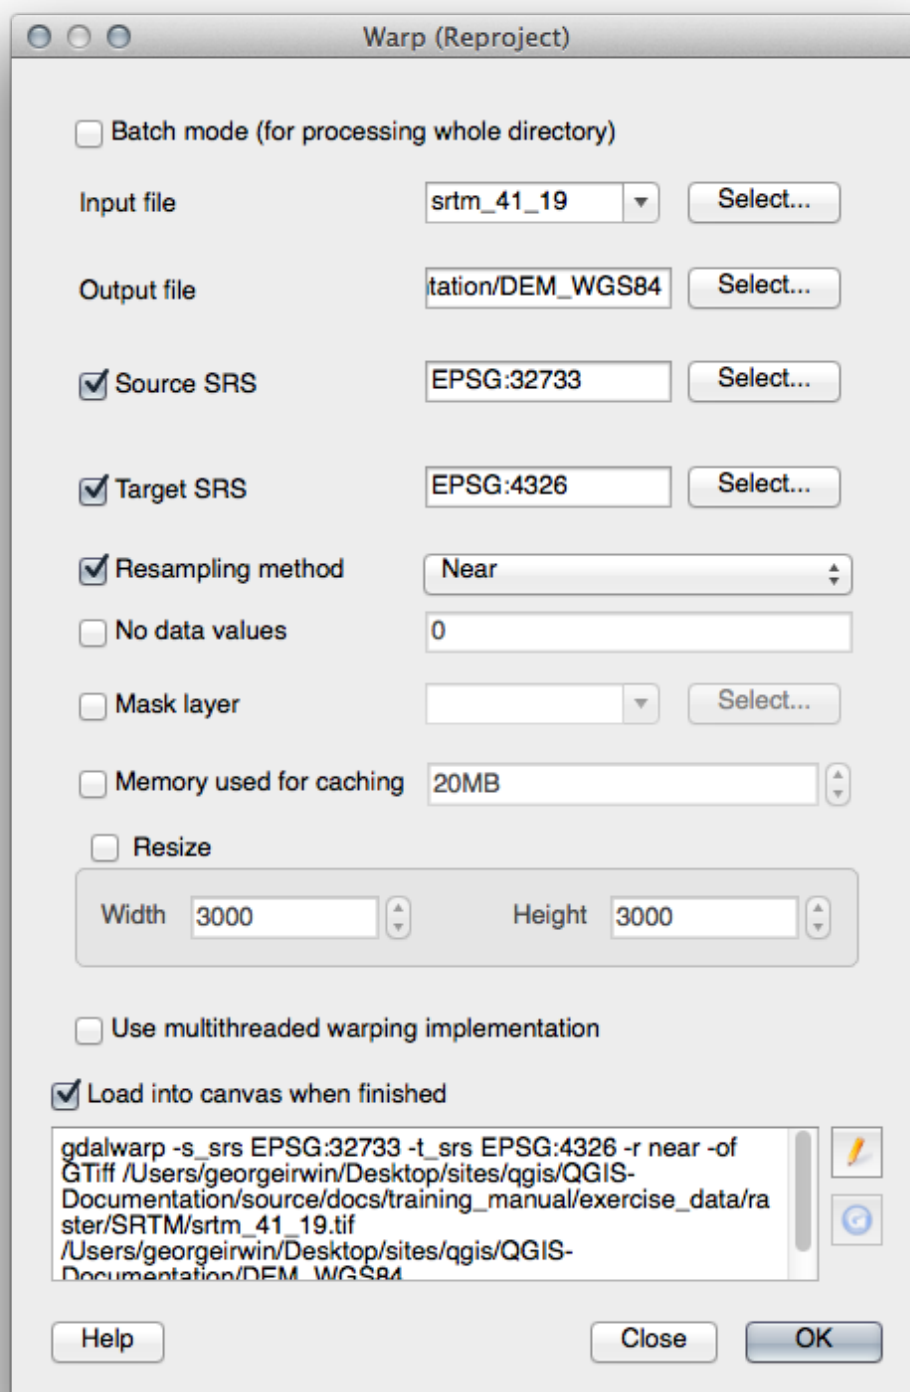 Warp (Reproject)
Batch mode (for processing whole directory)
Input file srtm_41_19 Select...
Output file tation/DEM_WGS84 Select...
Source SRS EPSG:32733 Select...
Target SRS EPSG:4326 Select...
Resampling method Near
No data values 0
Mask layer Select...
Memory used for caching 20MB
Resize
Width 3000 Height 3000
Use multithreaded warping implementation
Load into canvas when finished
gdalwarp -s_srs EPSG:32733 -t_srs EPSG:4326 -r near -of
GTiff /Users/georgeirwin/Desktop/sites/qgis/QGIS-
Documentation/source/docs/training_manual/exercise_data/ra
ster/SRTM/srtm_41_19.tif
/Users/georgeirwin/Desktop/sites/qgis/QGIS-
Documentation/DEM_WGS84
Help Close OK